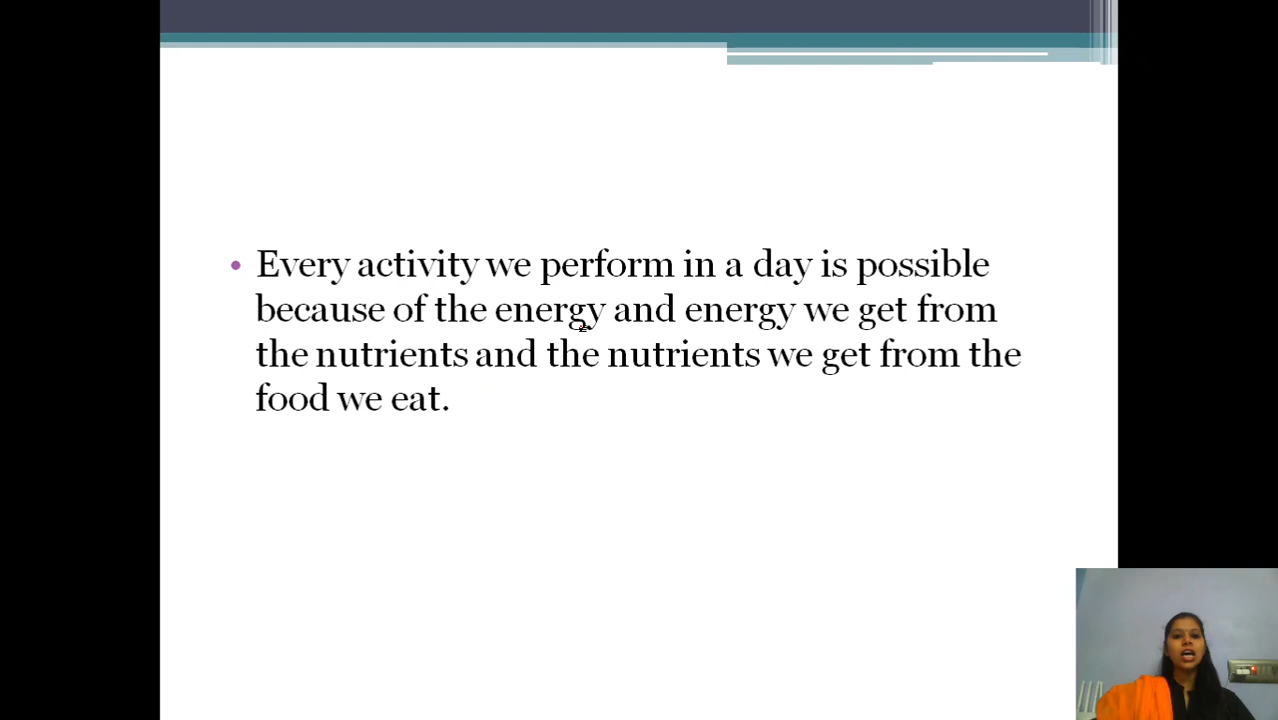 Every activity we perform in a day is possible
because of the energy and energy we get from
the nutrients and the nutrients we get from the
food we eat.